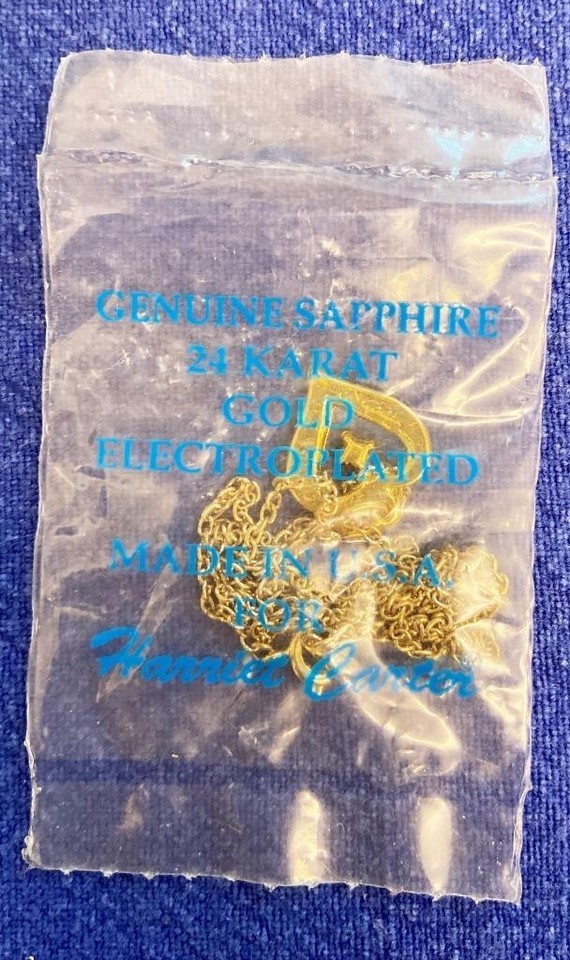 GENUINE SAPPHIRE
24 KARAT
GOLD
ELECTROPLATED
MADE IN U.S.A.
FOR
Harriet Carter